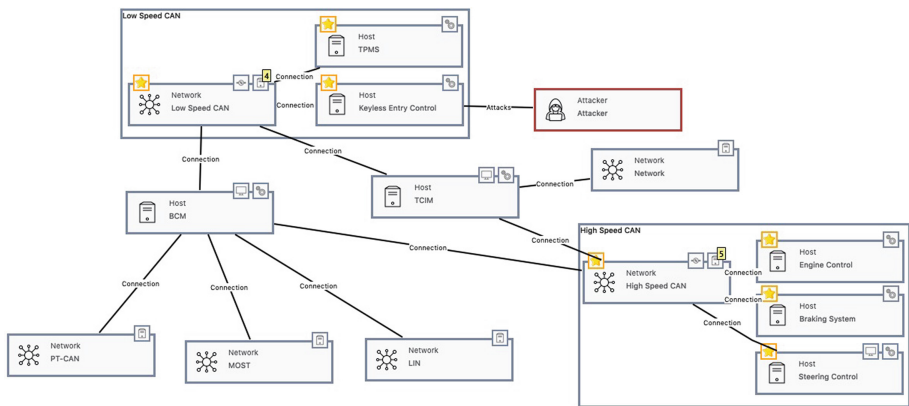 Low Speed CAN
Host
TPMS
4
Connection
Network
Low Speed CAN
Connection
Host
Keyless Entry Control
Attacks
Attacker
Attacker
Connection
Connection
Network
Network
Connection
Host
TCIM
Host
BCM
Connection
Connection
High Speed CAN
5
Network
High Speed CAN
Connection
Host
Engine Control
Connection
Host
Braking System
Connection
Host
Steering Control
Connection
Connection
Connection
Network
PT-CAN
Network
MOST
Network
LIN